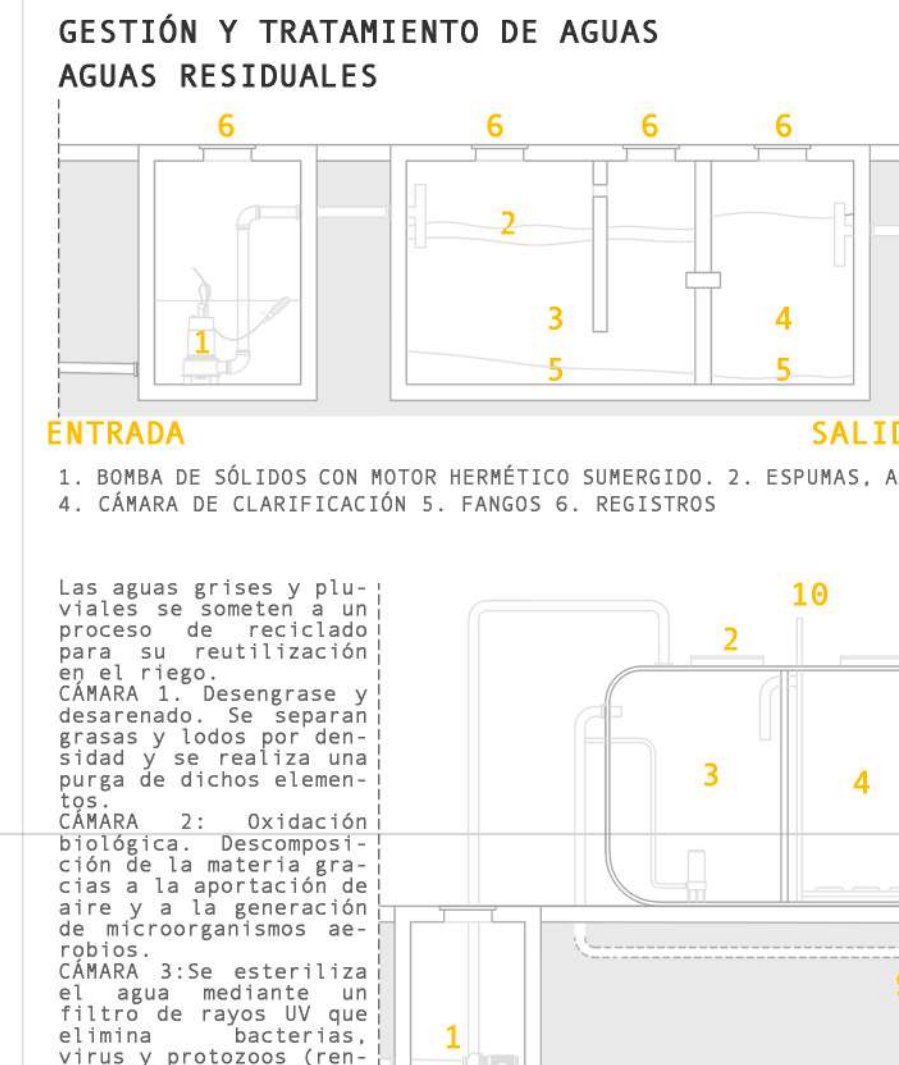 GESTIÓN Y TRATAMIENTO DE AGUAS
AGUAS RESIDUALES
6 6 6 6
2
3 4
1
5 5
ENTRADA SALID
1. BOMBA DE SÓLIDOS CON MOTOR HERMÉTICO SUMERGIDO. 2. ESPUMAS, A
4. CÁMARA DE CLARIFICACIÓN 5. FANGOS 6. REGISTROS
Las aguas grises y plu-
viales se someten a un
proceso de reciclado
para su reutilización
en el riego.
CÁMARA 1. Desengrase y
desarenado. Se separan
grasas y lodos por den-
sidad y se realiza una
purga de dichos elemen-
tos.
CÁMARA 2: Oxidación
biológica. Descomposi-
ción de la materia gra-
cias a la aportación de
aire y a la generación
de microorganismos ae-
robios.
CÁMARA 3:Se esteriliza
el agua mediante un
filtro de rayos UV que
elimina bacterias,
virus y protozoos (ren-
10
2
3 4
1